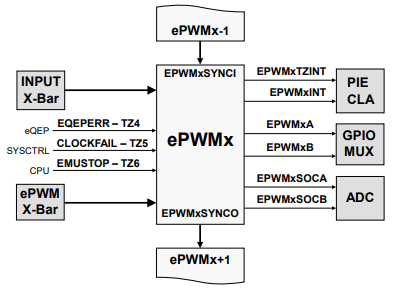 ePWMx-1
EPWMxSYNCI
INPUT
X-Bar
eQEP
EQEPERR – TZ4
SYSCTRL
CLOCKFAIL – TZ5
CPU
EMUSTOP – TZ6
ePWM
X-Bar
ePWMx
EPWMxSYNCO
EPWMxTZINT
EPWMxINT
PIE
CLA
EPWMxA
EPWMxB
GPIO
MUX
EPWMxSOCA
EPWMxSOCB
ADC
ePWMx+1